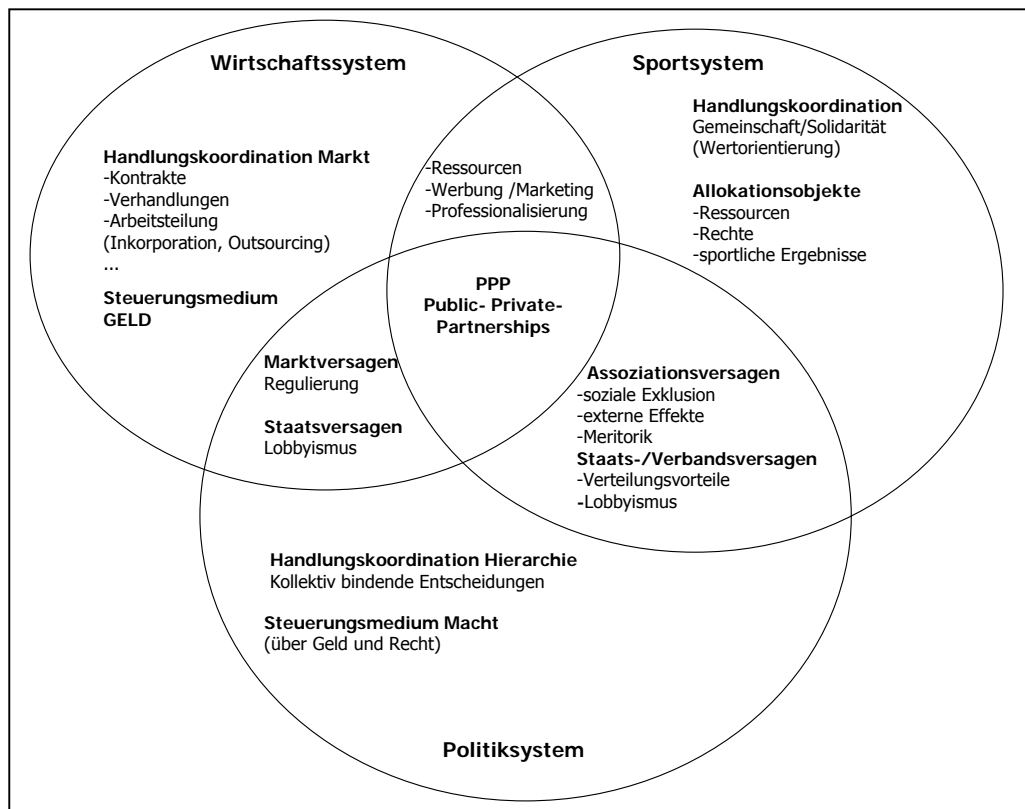 Wirtschaftssystem
Handlungskoordination Markt
-Kontrakte
-Verhandlungen
-Arbeitsteilung
(Inkorporation, Outsourcing)
...
Steuerungsmedium
GELD
-Ressourcen
-Werbung /Marketing
-Professionalisierung
Sportsystem
Handlungskoordination
Gemeinschaft/Solidarität
(Wertorientierung)
Allokationsobjekte
-Ressourcen
-Rechte
-sportliche Ergebnisse
PPP
Public- Private-
Partnerships
Marktversagen
Regulierung
Staatsversagen
Lobbyismus
Assoziationsversagen
-soziale Exklusion
-externe Effekte
-Meritorik
Staats-/Verbandsversagen
-Verteilungsvorteile
-Lobbyismus
Handlungskoordination Hierarchie
Kollektiv bindende Entscheidungen
Steuerungsmedium Macht
(über Geld und Recht)
Politiksystem